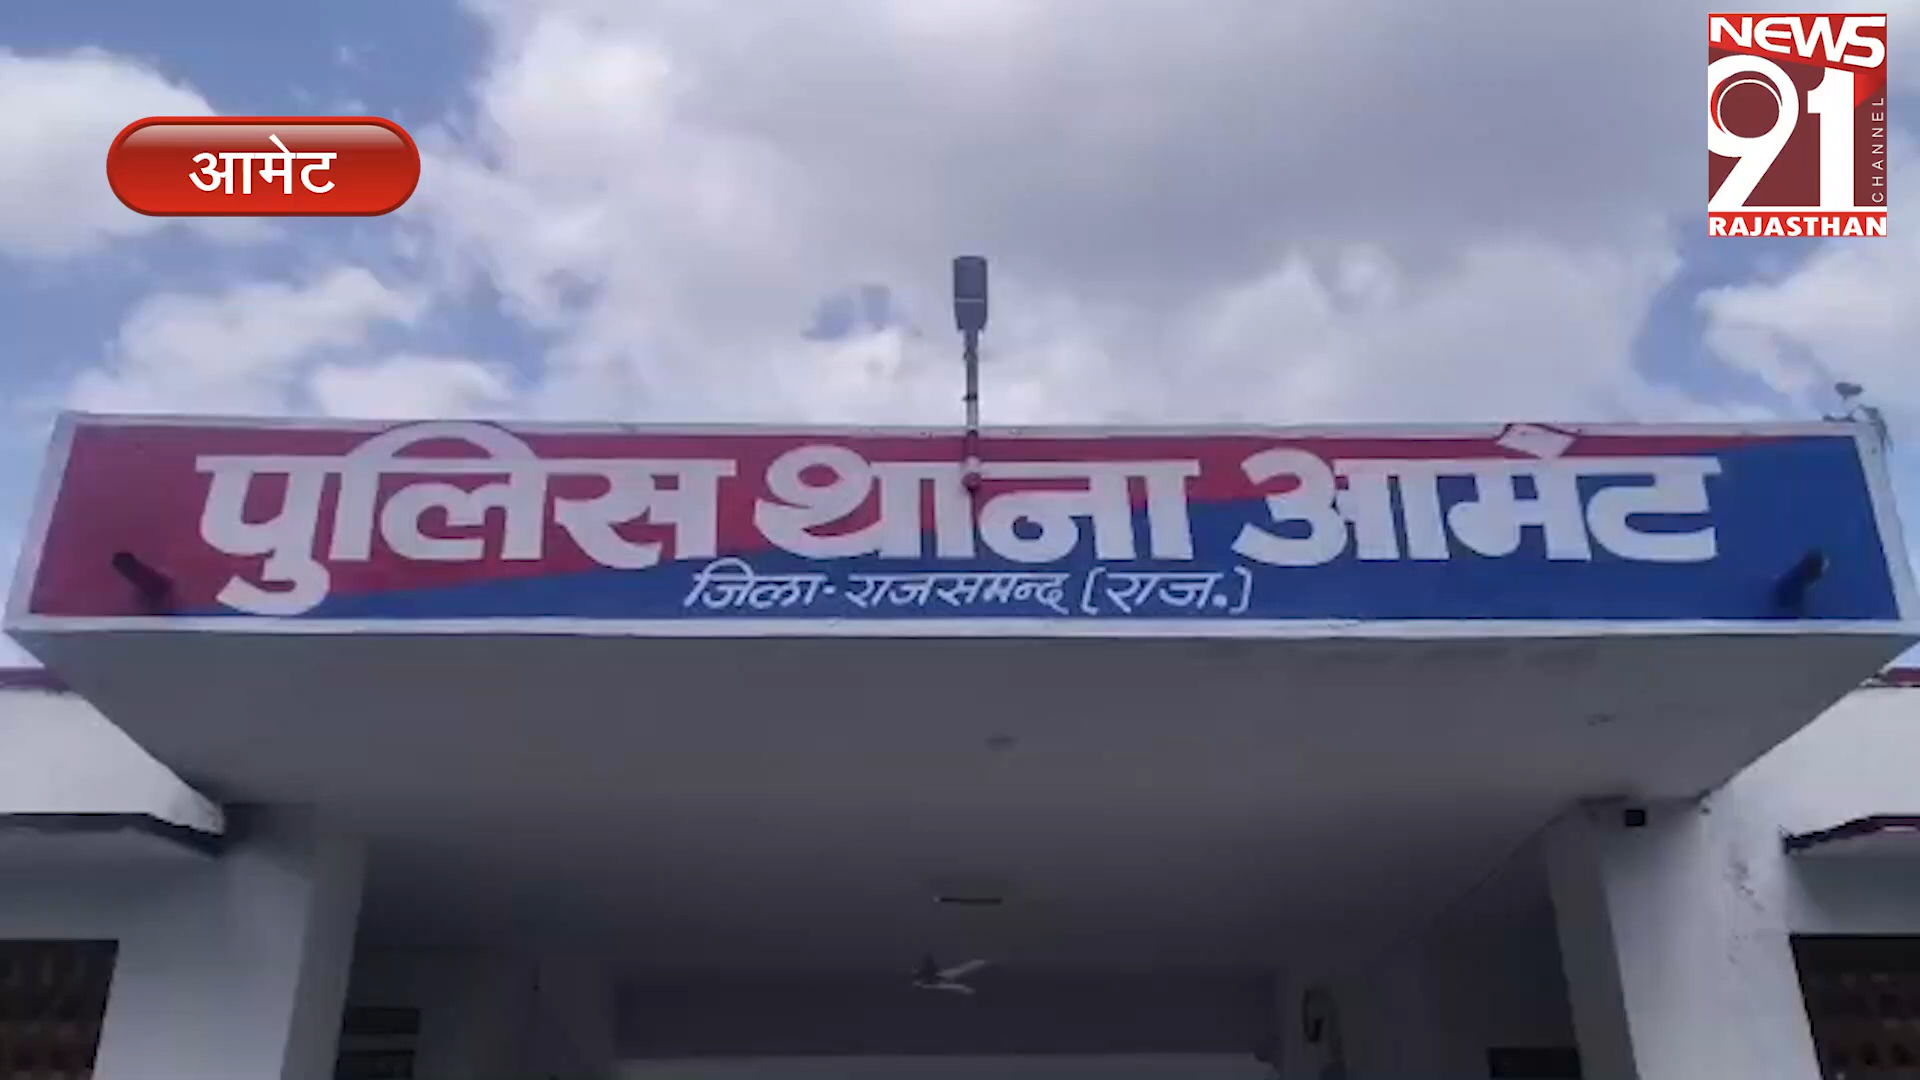 NEWS
91
CHANNEL
RAJASTHAN
आमेट
पुलिस थाना आमेट
जिला-राजसमन्द (राज.)